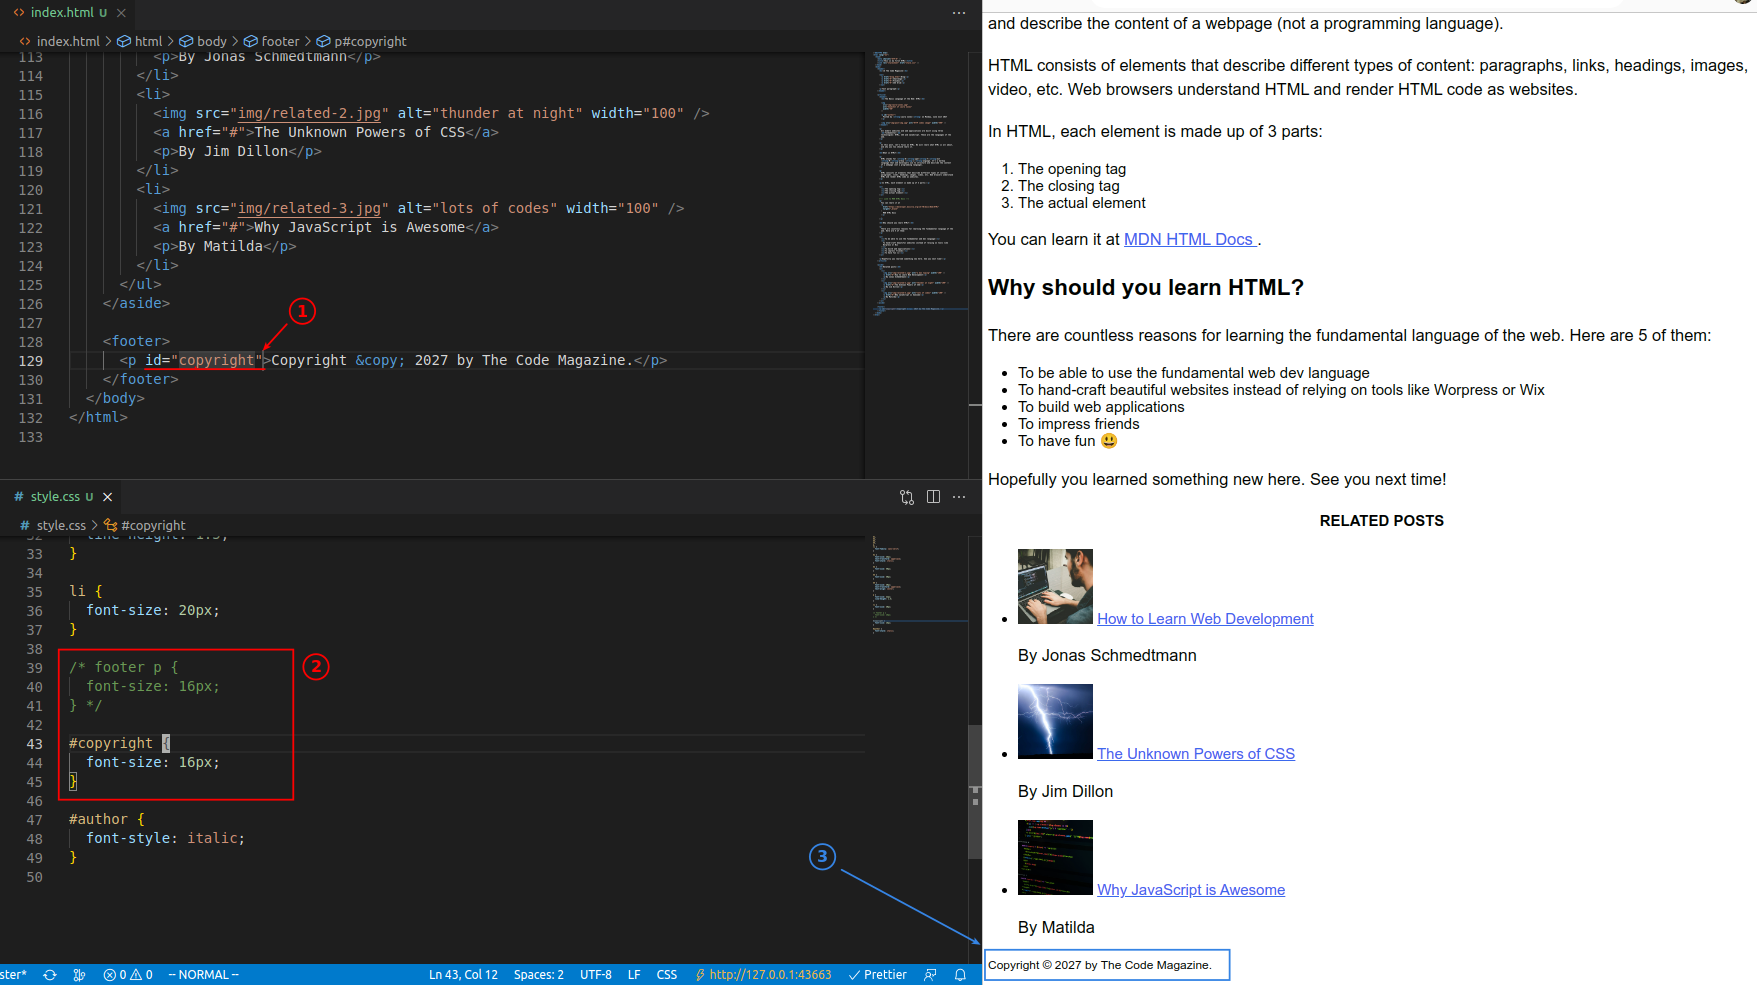 index.html U
index.html > html > body > footer > p#copyright
113 <p>By Jonas Schmedtmann</p>
114 </li>
115 <li>
116 <img src="img/related-2.jpg" alt="thunder at night" width="100" />
117 <a href="#">The Unknown Powers of CSS</a>
118 <p>By Jim Dillon</p>
119 </li>
120 <li>
121 <img src="img/related-3.jpg" alt="lots of codes" width="100" />
122 <a href="#">Why JavaScript is Awesome</a>
123 <p>By Matilda</p>
124 </li>
125 </ul>
126 </aside>
127
128 <footer>
129 <p id="copyright">Copyright &copy; 2027 by The Code Magazine.</p>
130 </footer>
131 </body>
132 </html>
133
1
# style.css U
# style.css > #copyright
32 line-height: 1.5;
33 }
34
35 li {
36 font-size: 20px;
37 }
38
39 /* footer p {
40 font-size: 16px;
41 } */
42
43 #copyright {
44 font-size: 16px;
45 }
46
47 #author {
48 font-style: italic;
49 }
50
2
3
ster* 0 0 -- NORMAL -- Ln 43, Col 12 Spaces: 2 UTF-8 LF CSS http://127.0.0.1:43663 Prettier
and describe the content of a webpage (not a programming language).
HTML consists of elements that describe different types of content: paragraphs, links, headings, images,
video, etc. Web browsers understand HTML and render HTML code as websites.
In HTML, each element is made up of 3 parts:
1. The opening tag
2. The closing tag
3. The actual element
You can learn it at MDN HTML Docs .
Why should you learn HTML?
There are countless reasons for learning the fundamental language of the web. Here are 5 of them:
• To be able to use the fundamental web dev language
• To hand-craft beautiful websites instead of relying on tools like Worpress or Wix
• To build web applications
• To impress friends
• To have fun 😃
Hopefully you learned something new here. See you next time!
RELATED POSTS
• How to Learn Web Development
By Jonas Schmedtmann
• The Unknown Powers of CSS
By Jim Dillon
• Why JavaScript is Awesome
By Matilda
Copyright © 2027 by The Code Magazine.